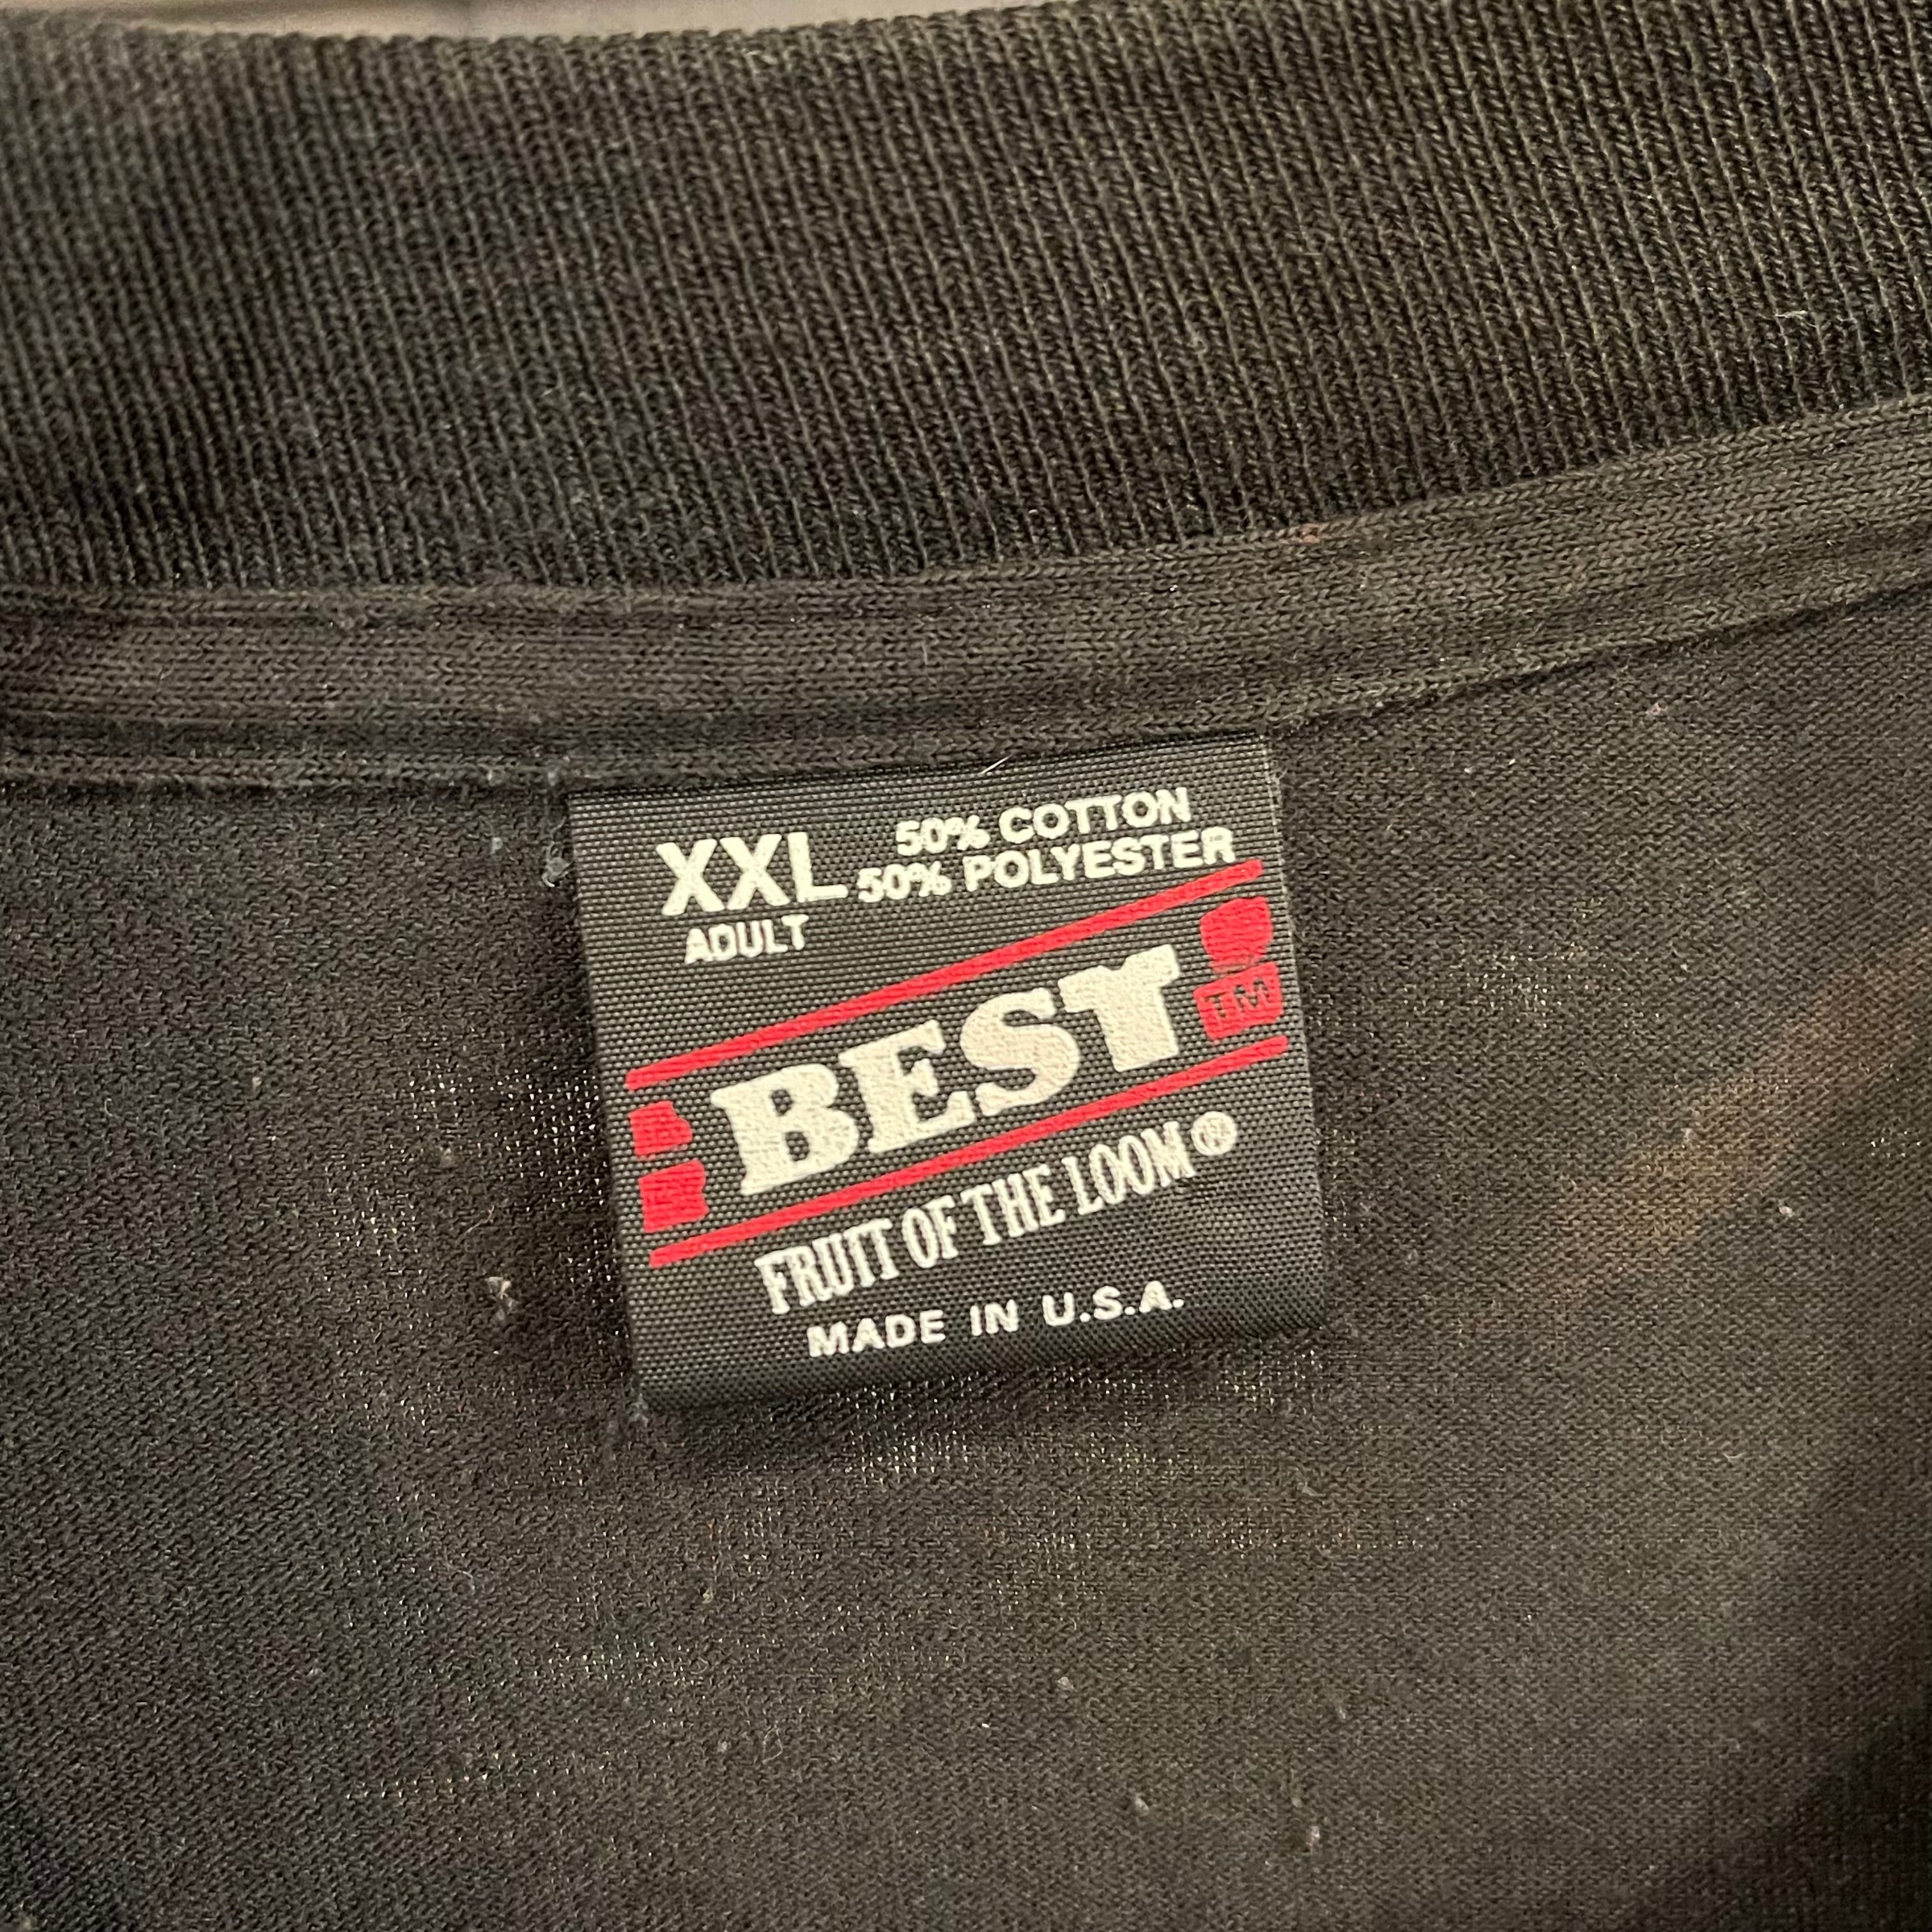 XXL
ADULT
50% COTTON
50% POLYESTER
BEST
TM
FRUIT OF THE LOOM®
MADE IN U.S.A.